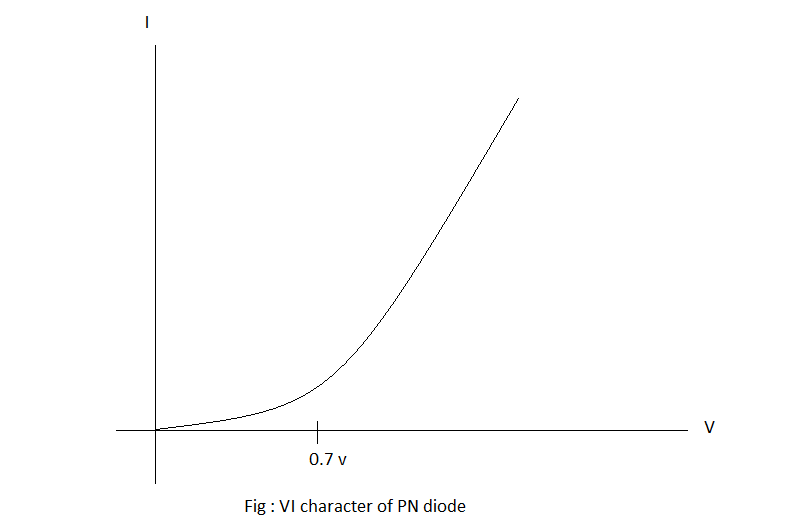 I
V
0.7 v
Fig : VI character of PN diode